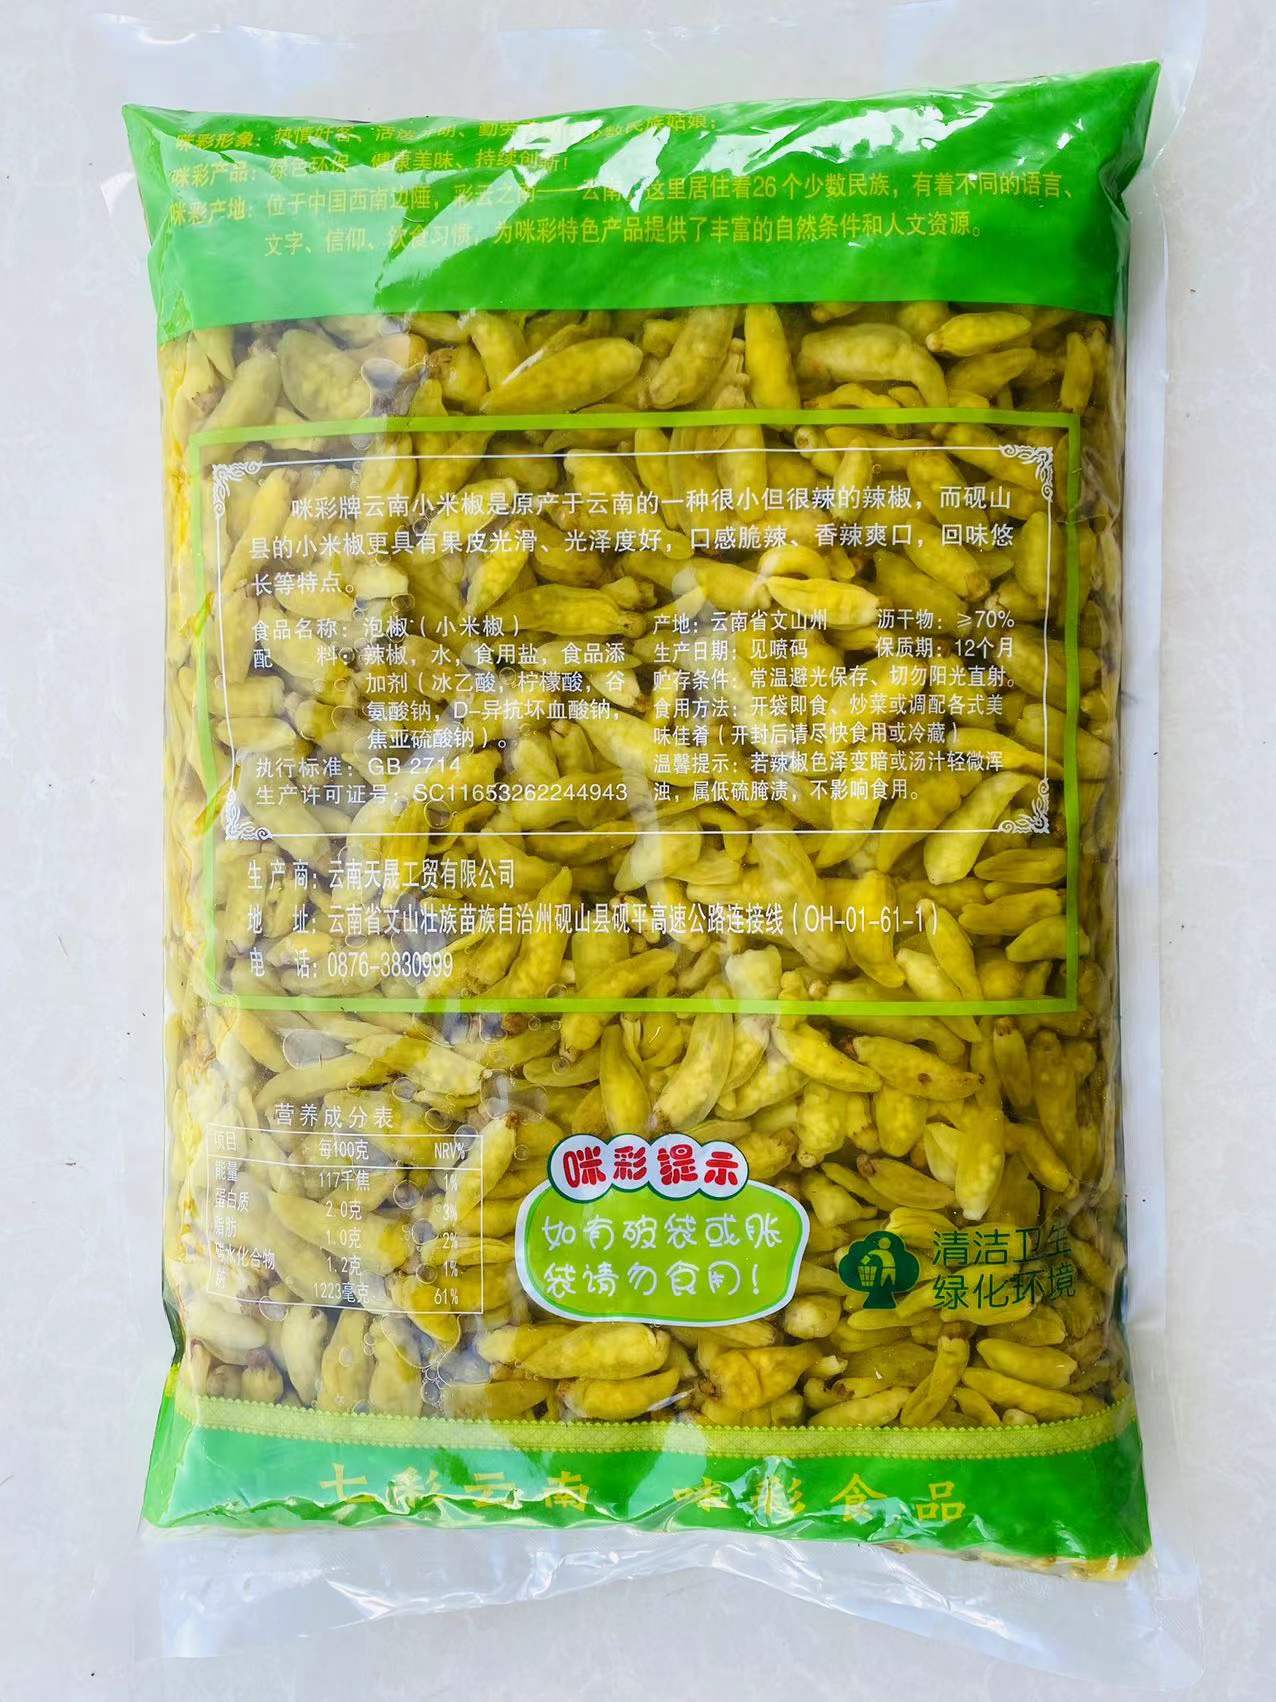 咪彩形象：热情好客、
咪彩产品：绿色环保、健康美味、持续创新！
咪彩产地：位于中国西南边陲，彩云之南——云南，这里居住着26个少数民族，有着不同的语言、
文字、信仰、饮食习惯，为咪彩特色产品提供了丰富的自然条件和人文资源。
咪彩牌云南小米椒是原产于云南的一种很小但很辣的辣椒，而砚山
县的小米椒更具有果皮光滑、光泽度好，口感脆辣、香辣爽口，回味悠
长等特点。
食品名称：泡椒（小米椒）
配 料：辣椒，水，食用盐，食品添
加剂（冰乙酸，柠檬酸，谷
氨酸钠，D-异抗坏血酸钠，
焦亚硫酸钠）。
执行标准：GB 2714
生产许可证号：SC11653262244943
产地：云南省文山州 沥干物：≥70%
生产日期：见喷码 保质期：12个月
贮存条件：常温避光保存、切勿阳光直射。
食用方法：开袋即食、炒菜或调配各式美
味佳肴（开封后请尽快食用或冷藏）
温馨提示：若辣椒色泽变暗或汤汁轻微浑
浊，属低硫腌渍，不影响食用。
生产商：云南天晟工贸有限公司
地 址：云南省文山壮族苗族自治州砚山县砚平高速公路连接线（OH-01-61-1）
电 话：0876-3830999
营养成分表
项目 每100克 NRV%
能量 117千焦 1%
蛋白质 2.0克 3%
脂肪 1.0克 2%
碳水化合物 1.2克 1%
钠 1223毫克 61%
咪彩提示
如有破袋或胀
袋请勿食用！
清洁卫生
绿化环境
七彩云南 咪彩食品